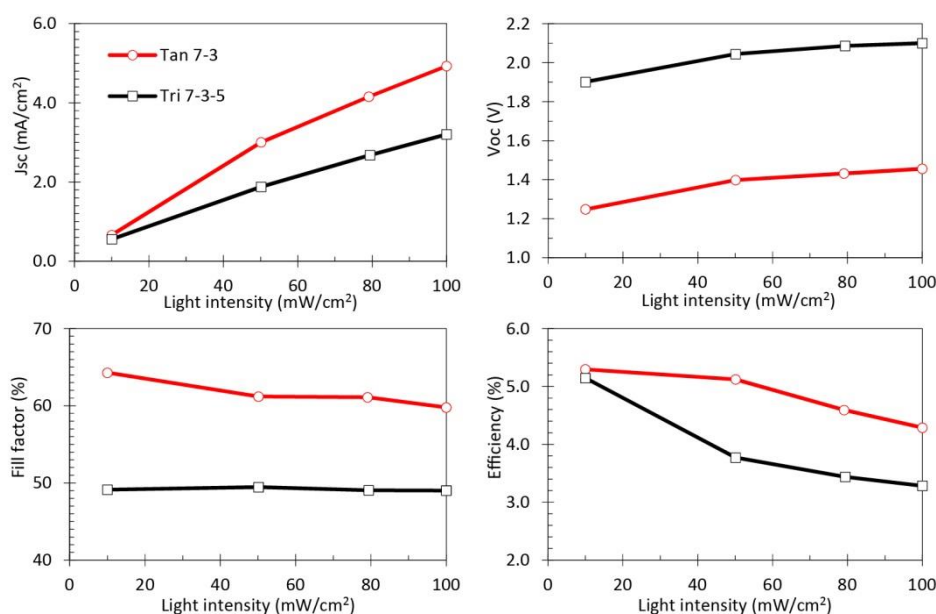 6.0
4.0
2.0
0.0
Jsc (mA/cm²)
Tan 7-3
Tri 7-3-5
0 20 40 60 80 100
Light intensity (mW/cm²)
2.2
2.0
1.8
1.6
1.4
1.2
1.0
Voc (V)
0 20 40 60 80 100
Light intensity (mW/cm²)
70
60
50
40
Fill factor (%)
0 20 40 60 80 100
Light intensity (mW/cm²)
6.0
5.0
4.0
3.0
2.0
Efficiency (%)
0 20 40 60 80 100
Light intensity (mW/cm²)